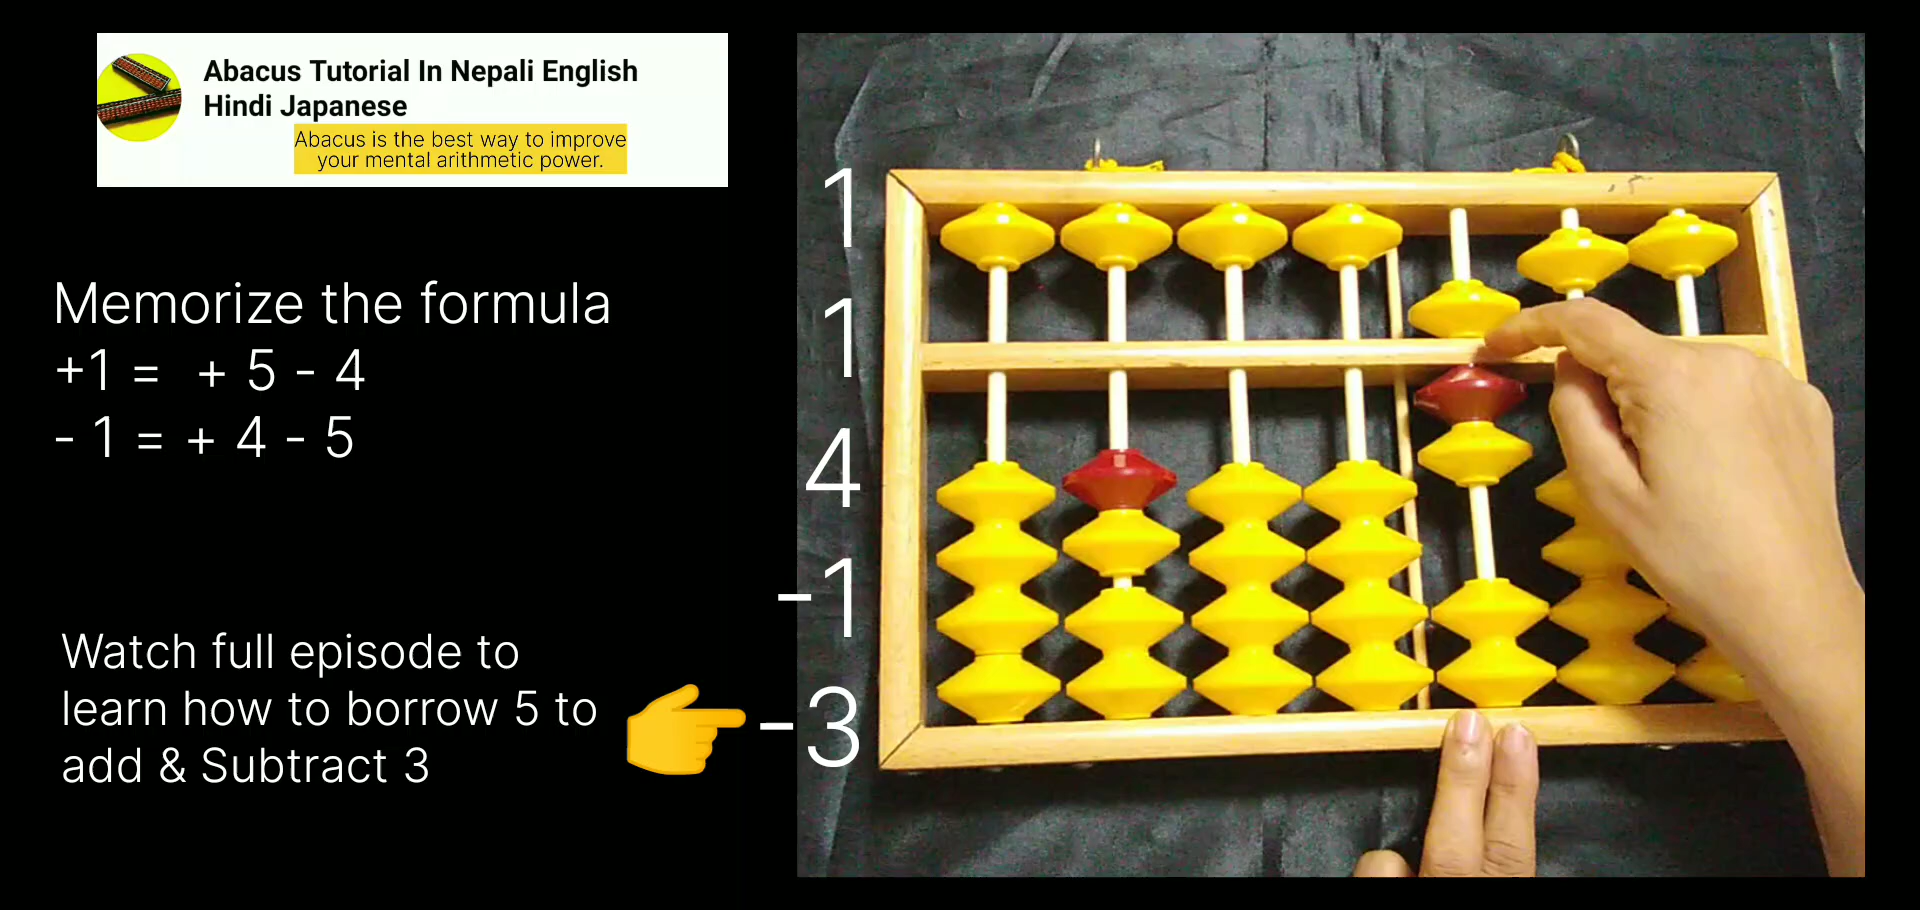 Abacus Tutorial In Nepali English
Hindi Japanese
Abacus is the best way to improve
your mental arithmetic power.
Memorize the formula
+1 = + 5 - 4
- 1 = + 4 - 5
Watch full episode to
learn how to borrow 5 to
add & Subtract 3
1
1
4
-1
-3